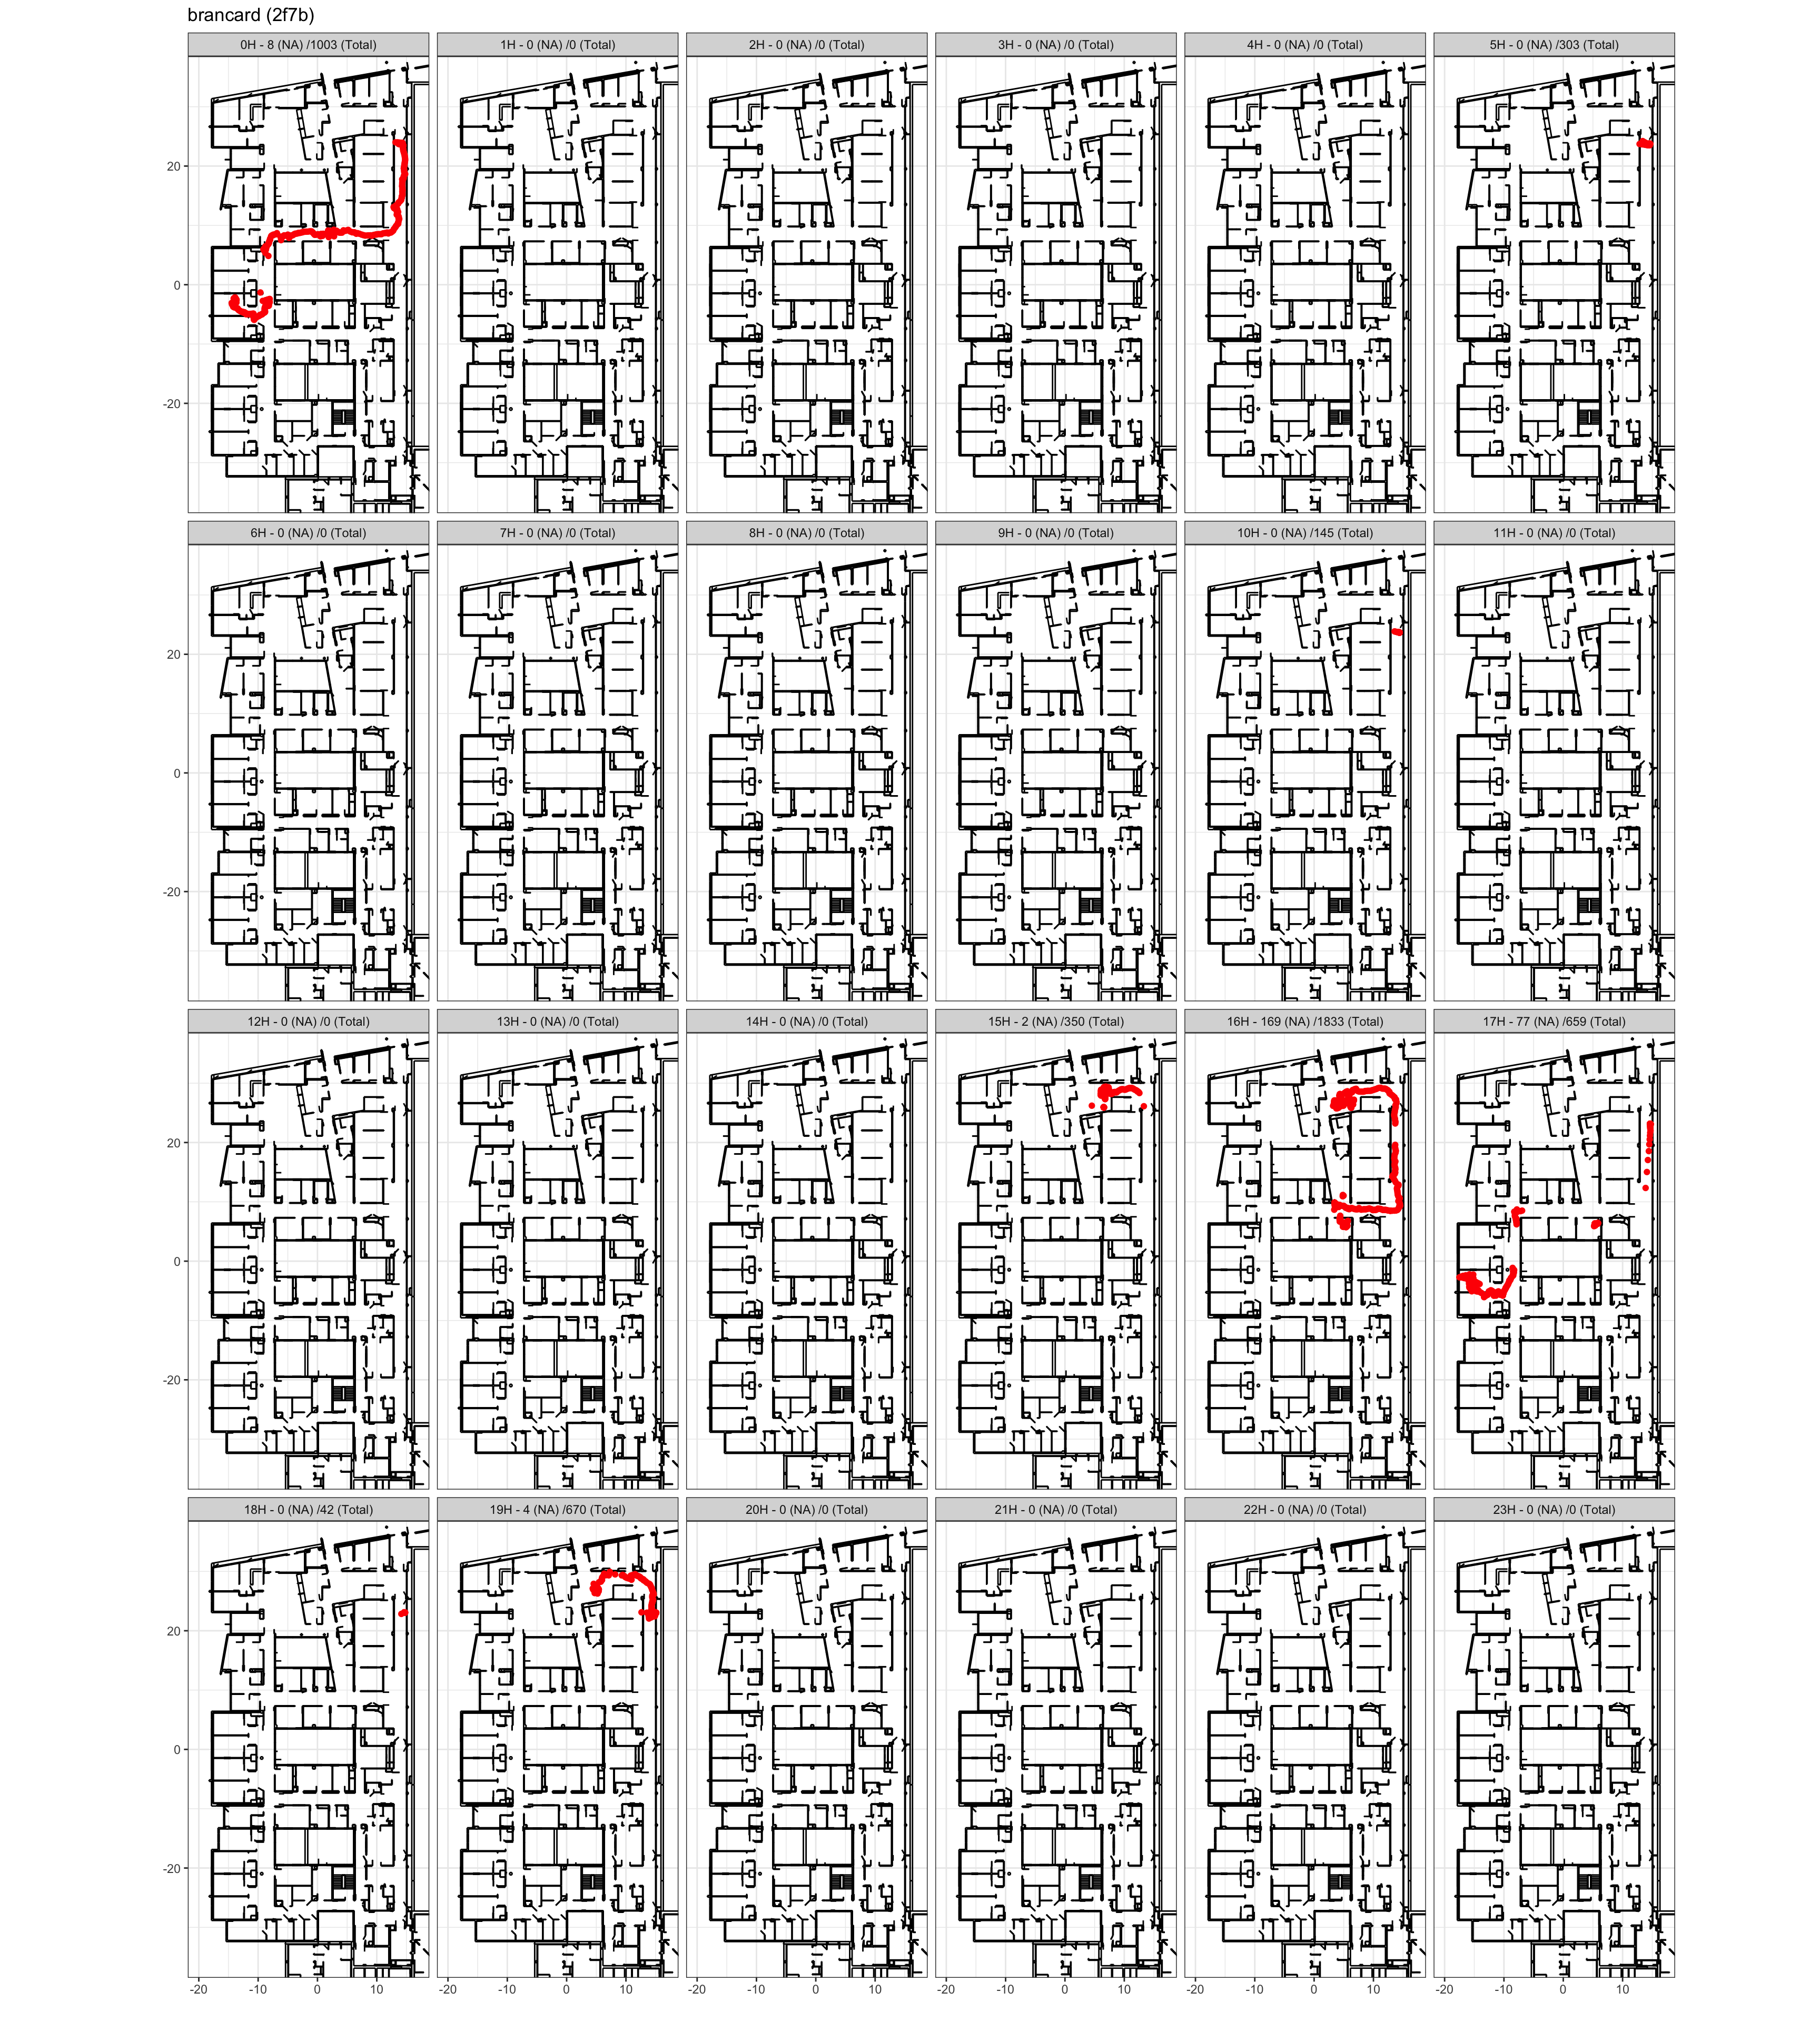 brancard (2f7b)
0H - 8 (NA) /1003 (Total) 1H - 0 (NA) /0 (Total) 2H - 0 (NA) /0 (Total) 3H - 0 (NA) /0 (Total) 4H - 0 (NA) /0 (Total) 5H - 0 (NA) /303 (Total)
20
0
-20
6H - 0 (NA) /0 (Total) 7H - 0 (NA) /0 (Total) 8H - 0 (NA) /0 (Total) 9H - 0 (NA) /0 (Total) 10H - 0 (NA) /145 (Total) 11H - 0 (NA) /0 (Total)
20
0
-20
12H - 0 (NA) /0 (Total) 13H - 0 (NA) /0 (Total) 14H - 0 (NA) /0 (Total) 15H - 2 (NA) /350 (Total) 16H - 169 (NA) /1833 (Total) 17H - 77 (NA) /659 (Total)
20
0
-20
18H - 0 (NA) /42 (Total) 19H - 4 (NA) /670 (Total) 20H - 0 (NA) /0 (Total) 21H - 0 (NA) /0 (Total) 22H - 0 (NA) /0 (Total) 23H - 0 (NA) /0 (Total)
20
0
-20
-20 -10 0 10 -20 -10 0 10 -20 -10 0 10 -20 -10 0 10 -20 -10 0 10 -20 -10 0 10